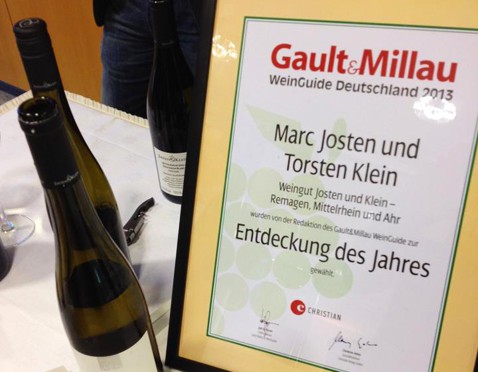 Gault&Millau
WeinGuide Deutschland 2013
Marc Josten und
Torsten Klein
Weingut Josten und Klein –
Remagen, Mittelrhein und Ahr
wurden von der Redaktion des Gault&Millau WeinGuide zur
Entdeckung des Jahres
gewählt.
c CHRISTIAN